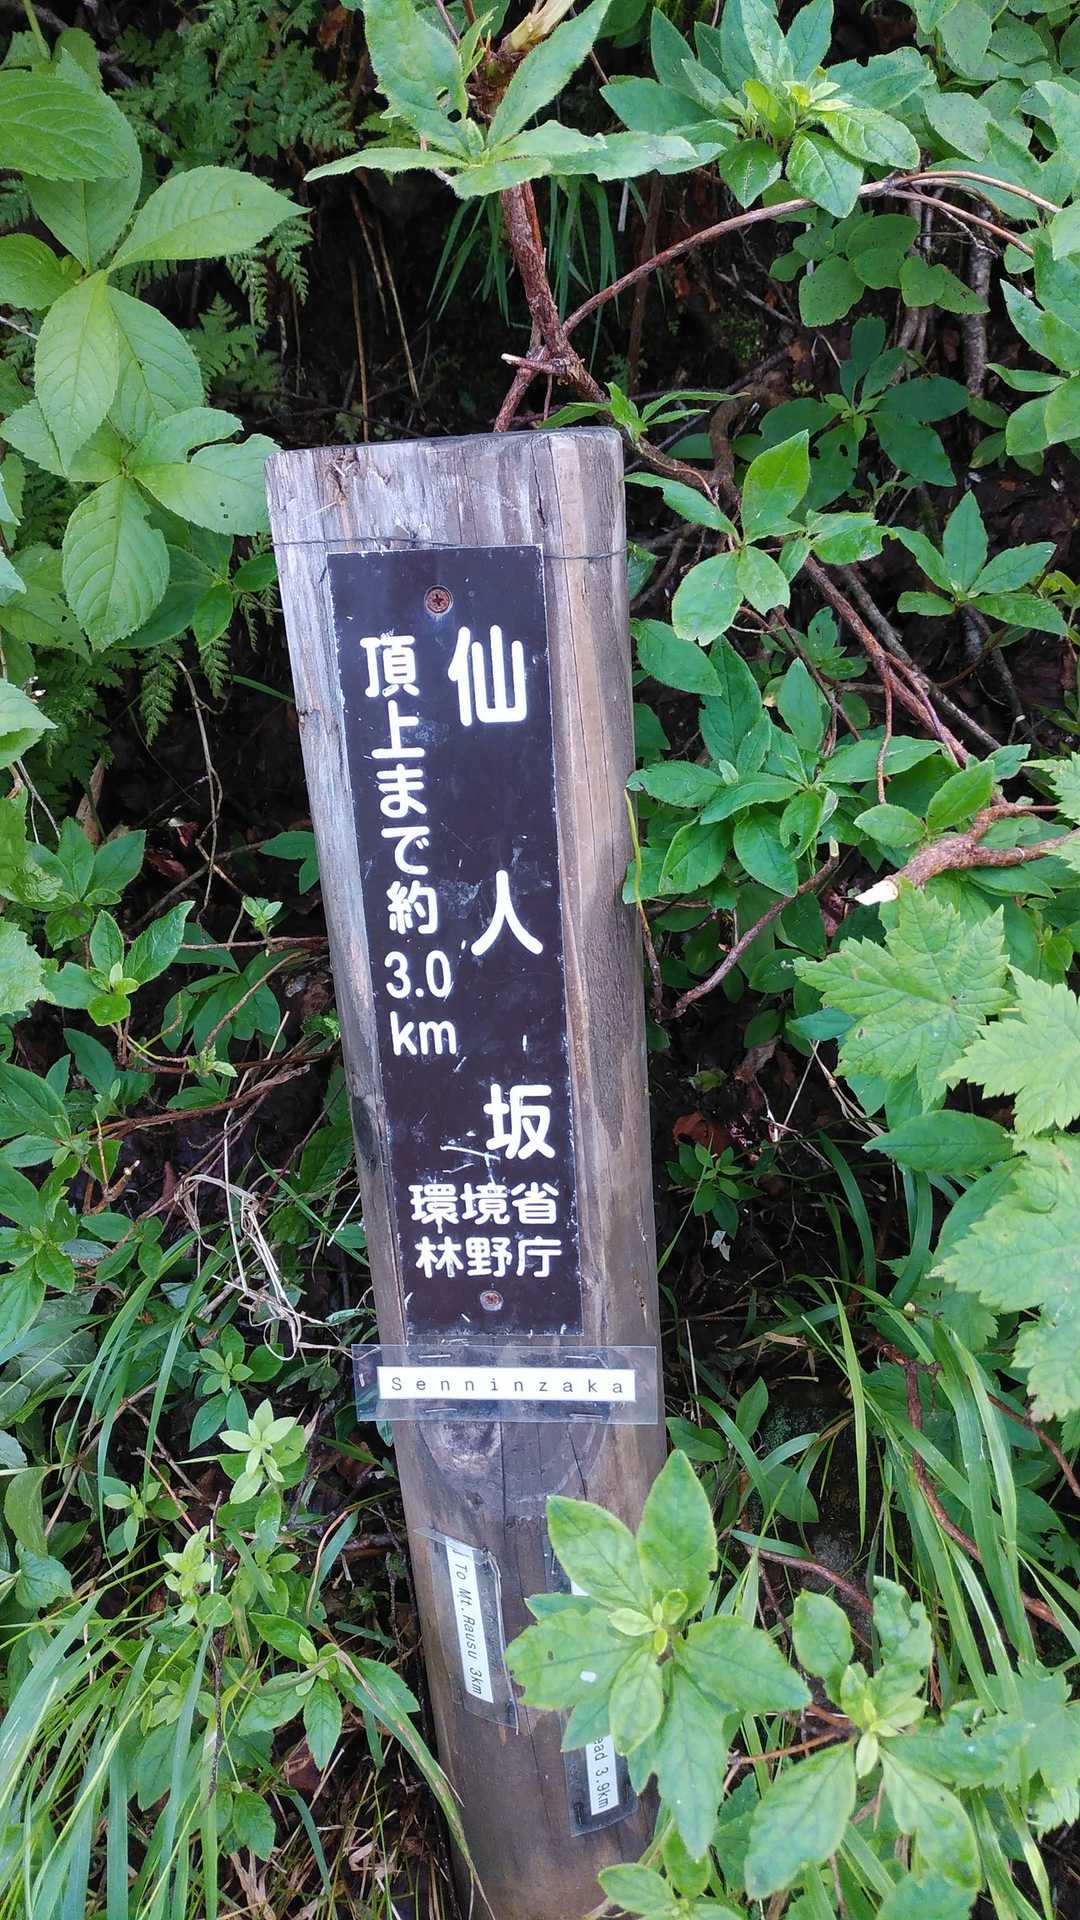 仙人坂
頂上まで約3.0km
環境省
林野庁
Senninzaka
To Mt.Rausu 3km
3.9km